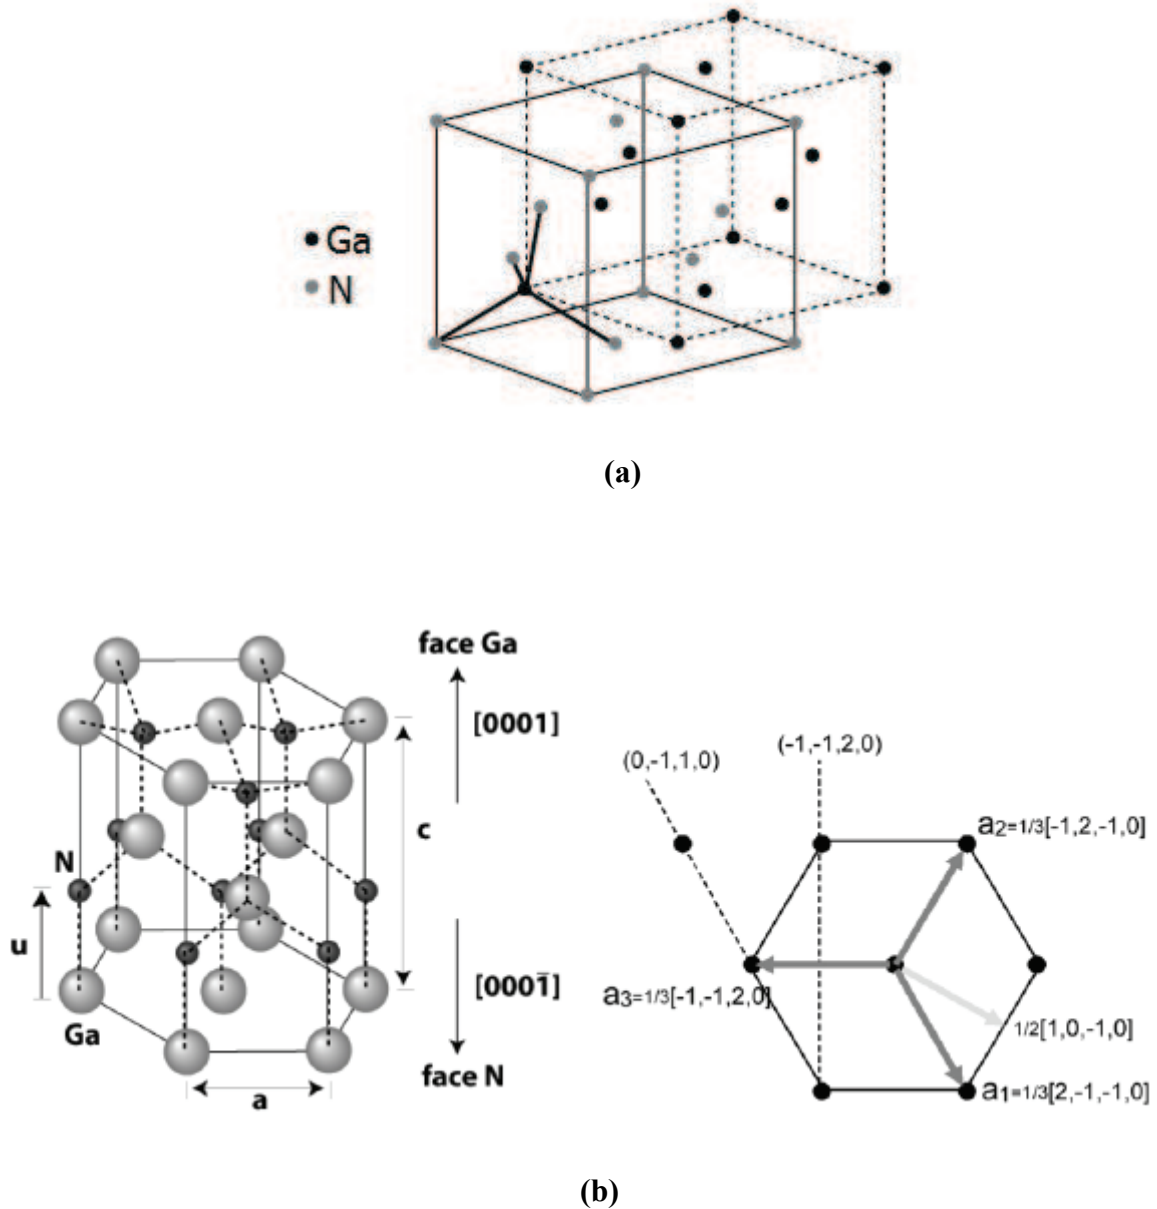 Ga
N
(a)
face Ga
[0001]
c
N
u
Ga
[0001̄]
face N
a
(0,-1,1,0)
(-1,-1,2,0)
a2=1/3[-1,2,-1,0]
a3=1/3[-1,-1,2,0]
1/2[1,0,-1,0]
a1=1/3[2,-1,-1,0]
(b)